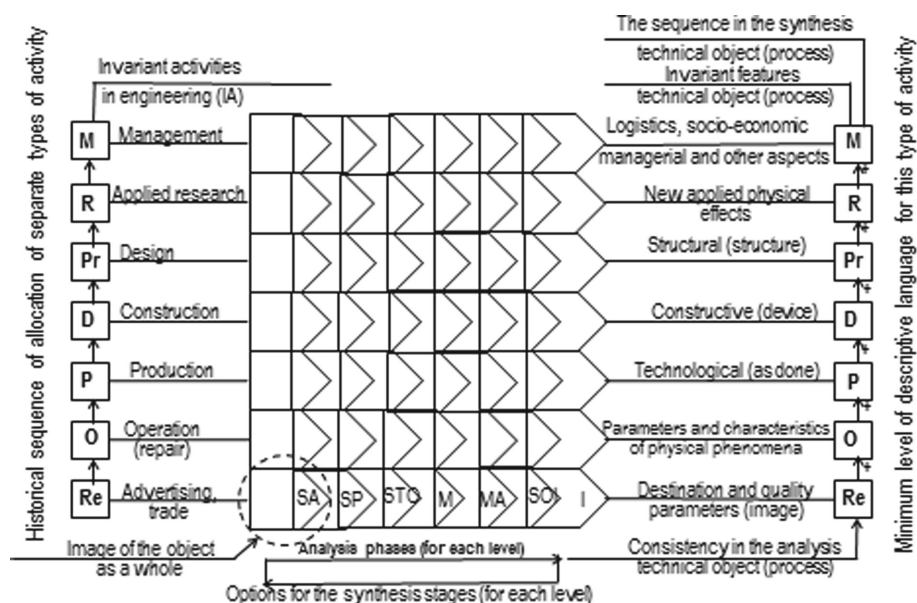 The sequence in the synthesis
technical object (process)
Invariant activities
in engineering (IA)
Invariant features
technical object (process)
M
Management
Logistics, socio-economic
managerial and other aspects
M
R
Applied research
New applied physical
effects
R
Pr
Design
Structural (structure)
Pr
D
Construction
Constructive (device)
D
P
Production
Technological (as done)
P
O
Operation
(repair)
Parameters and characteristics
of physical phenomena
O
Re
Advertising,
trade
SA
SP
STO
M
MA
SOI
I
Destination and quality
parameters (image)
Re
+
+
+
+
+
+
Image of the object
as a whole
Analysis phases (for each level)
Consistency in the analysis
technical object (process)
Options for the synthesis stages (for each level)
Historical sequence of allocation of separate types of activity
Minimum level of descriptive language for this type of activity